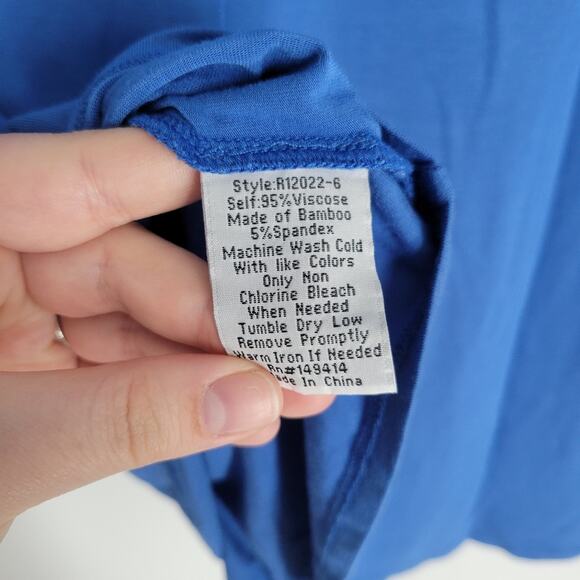 Style:R12022-6
Self:95%Viscose
Made of Bamboo
5%Spandex
Machine Wash Cold
With like Colors
Only Non
Chlorine Bleach
When Needed
Tumble Dry Low
Remove Promptly
Warm Iron If Needed
Rn#149414
Made In China